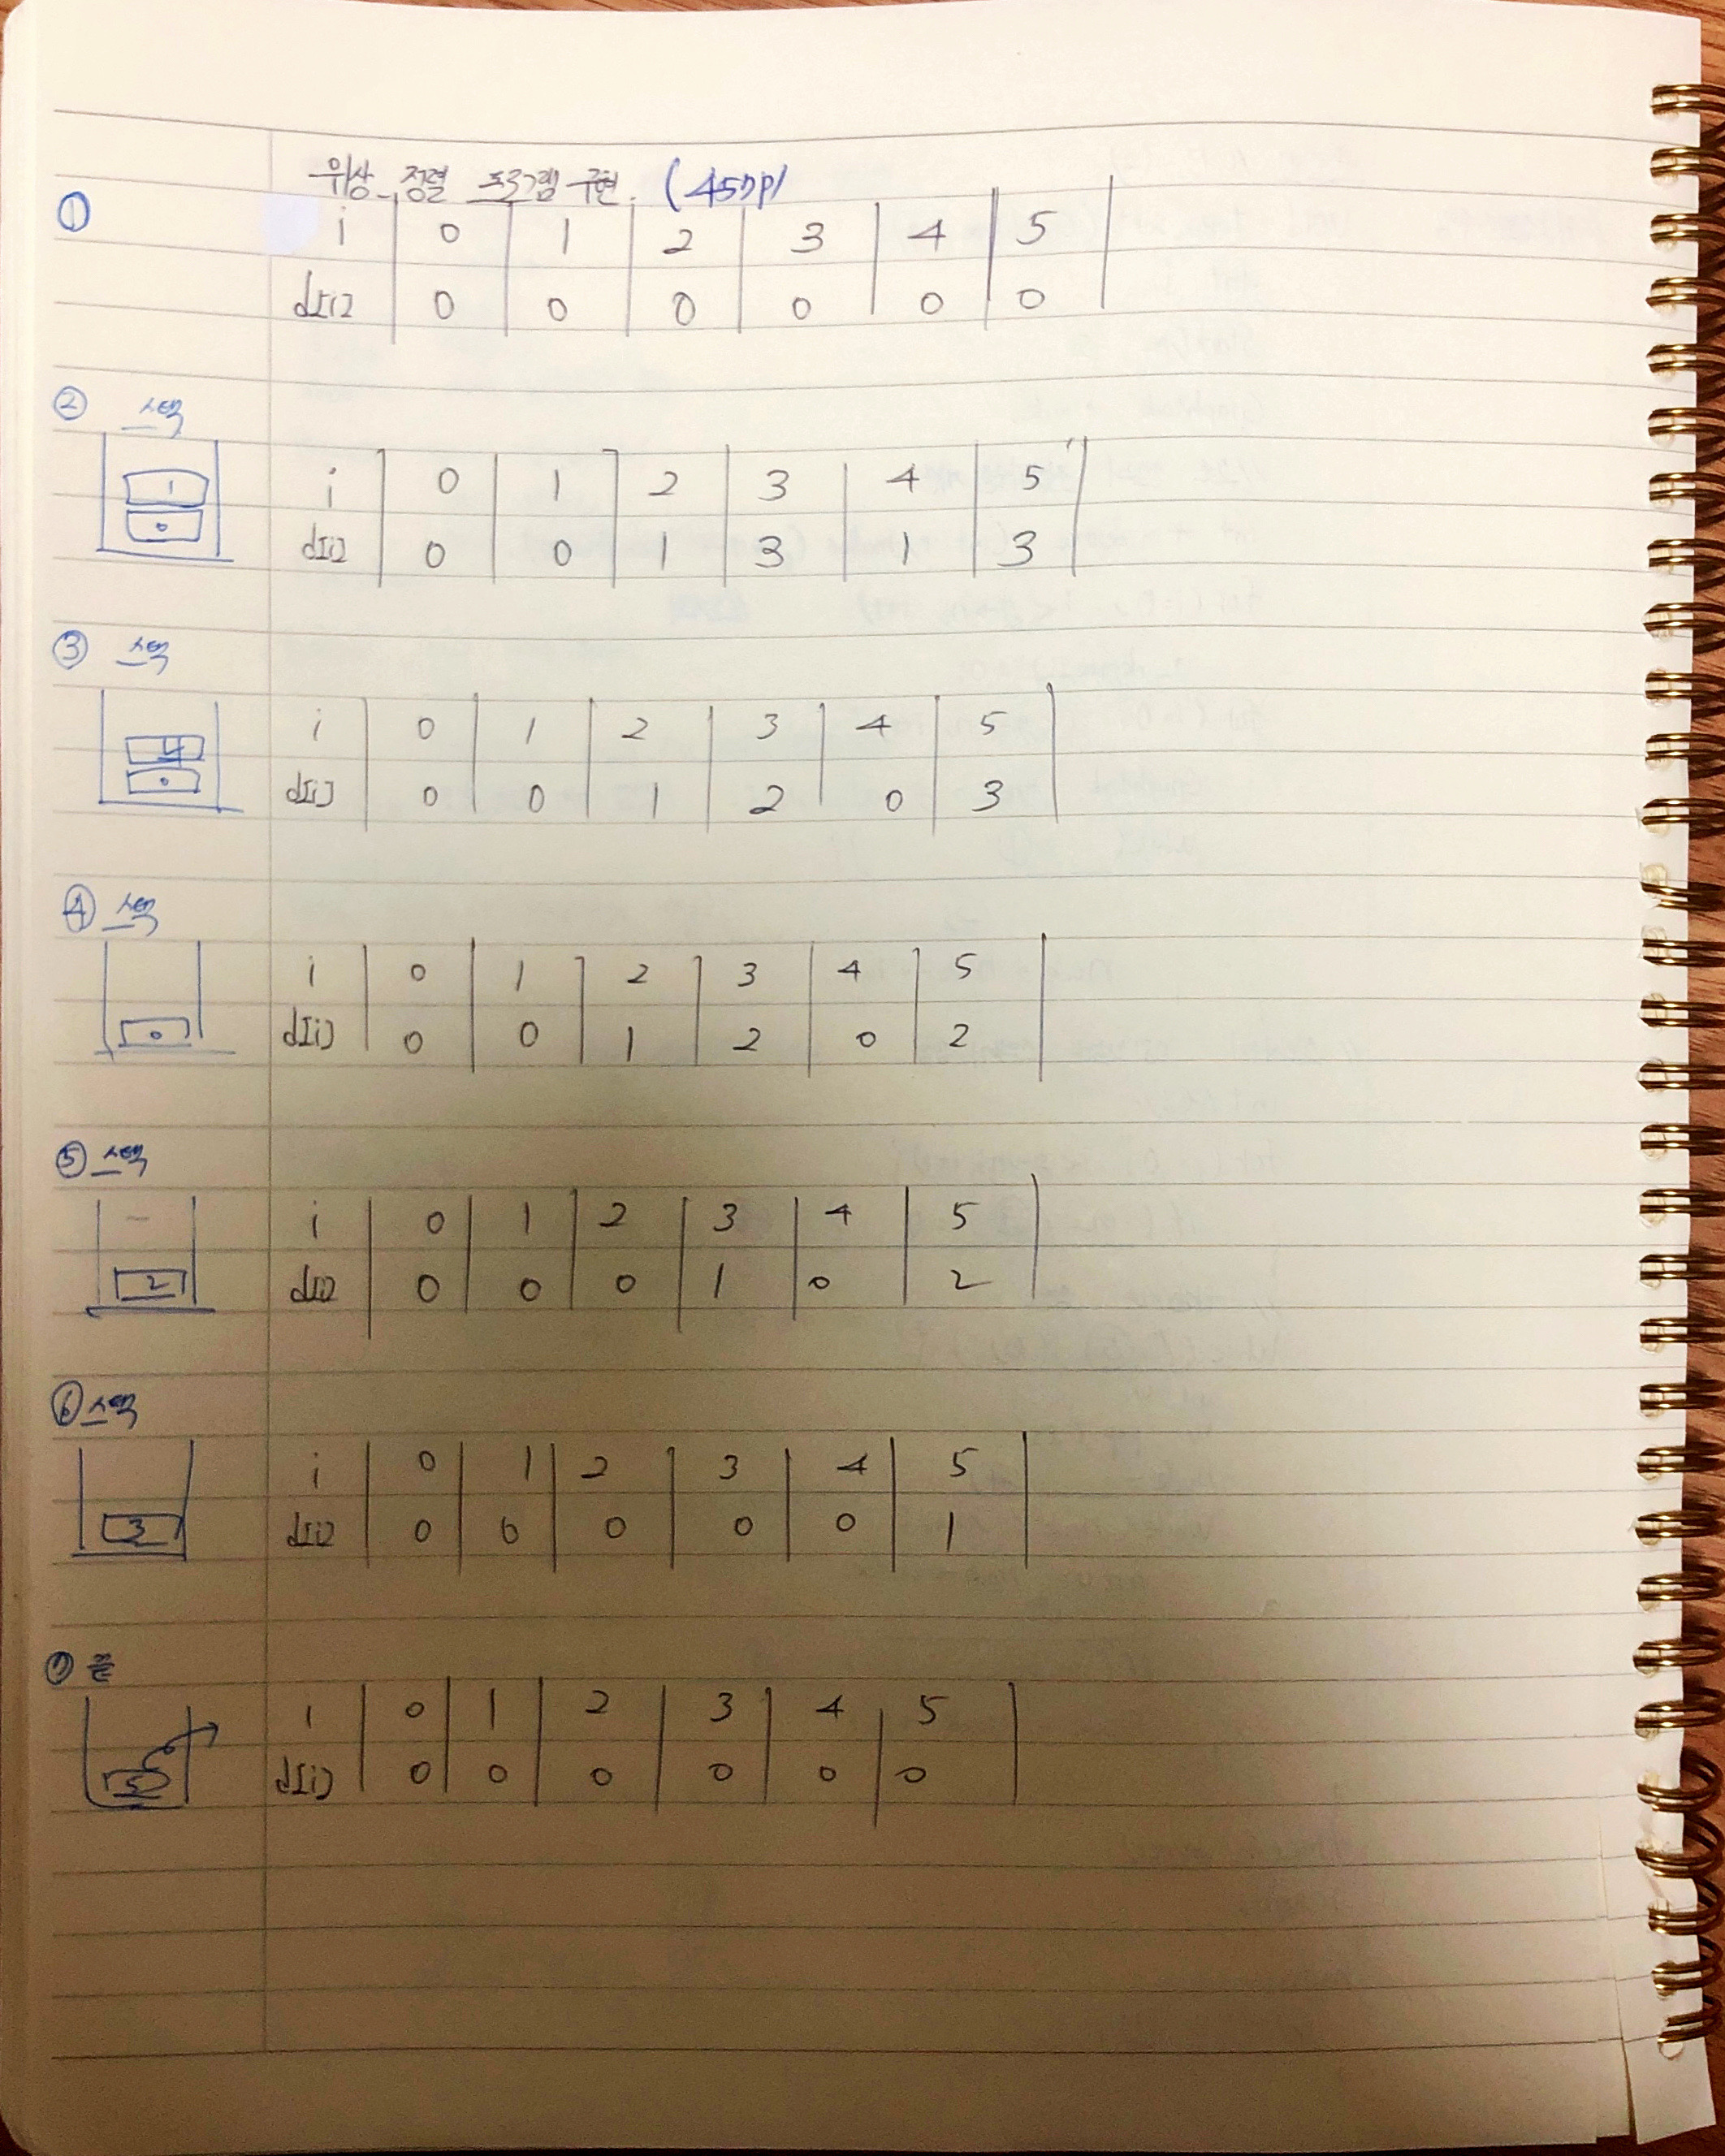 위상 정렬 프로그램 구현. (457p)
①
i 0 1 2 3 4 5
d[i] 0 0 0 0 0 0
② 스택
1
0
i 0 1 2 3 4 5
d[i] 0 0 1 3 1 3
③ 스택
4
0
i 0 1 2 3 4 5
d[i] 0 0 1 2 0 3
④ 스택
0
i 0 1 2 3 4 5
d[i] 0 0 1 2 0 2
⑤ 스택
2
i 0 1 2 3 4 5
d[i] 0 0 0 1 0 2
⑥ 스택
3
i 0 1 2 3 4 5
d[i] 0 0 0 0 0 1
⑦ 끝
5
i 0 1 2 3 4 5
d[i] 0 0 0 0 0 0